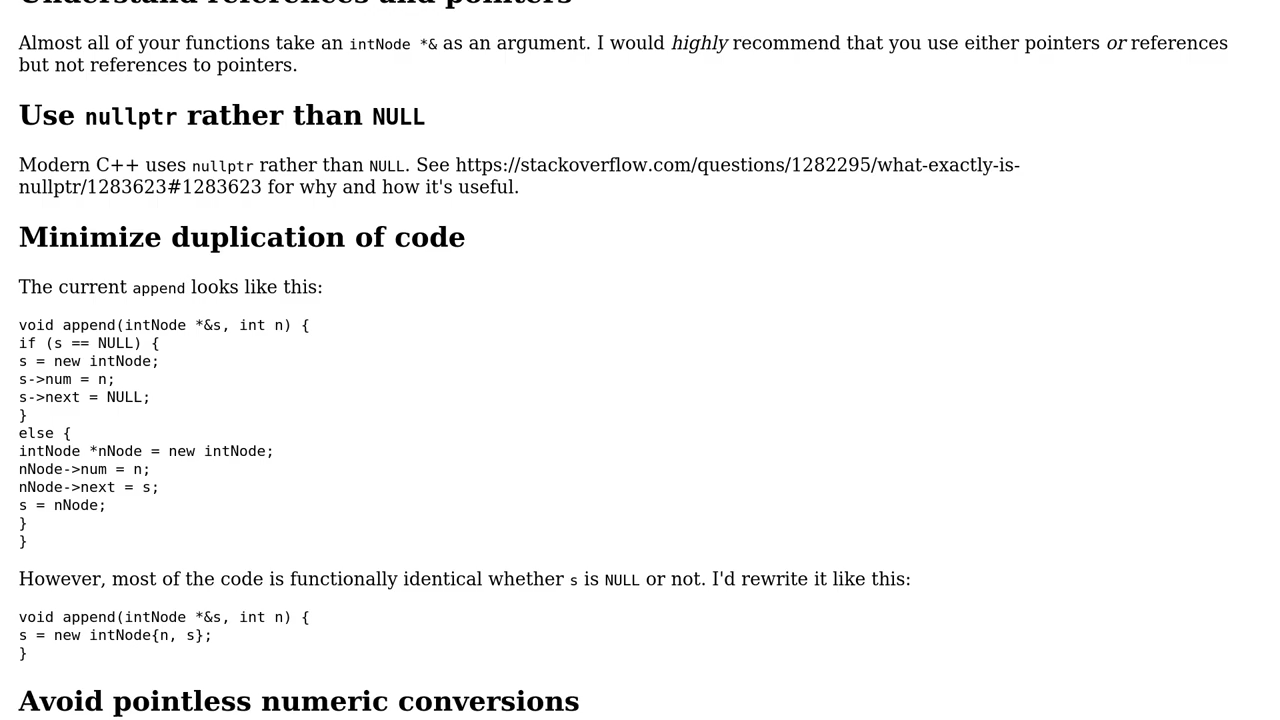 Understand references and pointers
Almost all of your functions take an intNode *& as an argument. I would highly recommend that you use either pointers or references
but not references to pointers.
Use nullptr rather than NULL
Modern C++ uses nullptr rather than NULL. See https://stackoverflow.com/questions/1282295/what-exactly-is-
nullptr/1283623#1283623 for why and how it's useful.
Minimize duplication of code
The current append looks like this:
void append(intNode *&s, int n) {
if (s == NULL) {
s = new intNode;
s->num = n;
s->next = NULL;
}
else {
intNode *nNode = new intNode;
nNode->num = n;
nNode->next = s;
s = nNode;
}
}
However, most of the code is functionally identical whether s is NULL or not. I'd rewrite it like this:
void append(intNode *&s, int n) {
s = new intNode{n, s};
}
Avoid pointless numeric conversions